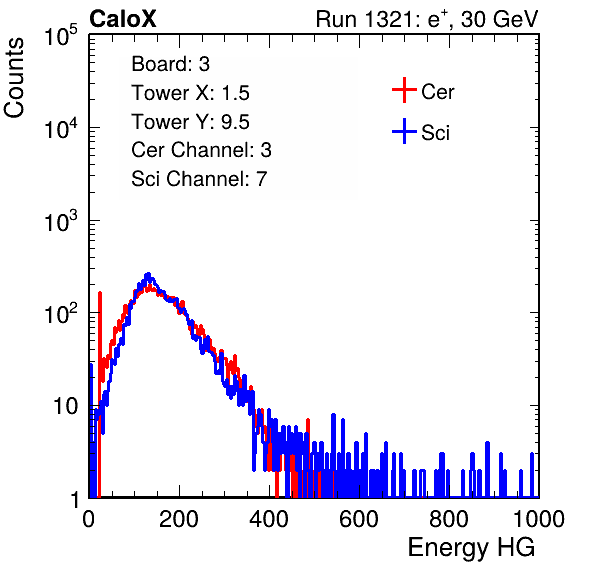 CaloX Run 1321: e⁺, 30 GeV
Counts
Board: 3
Tower X: 1.5
Tower Y: 9.5
Cer Channel: 3
Sci Channel: 7
Cer
Sci
10⁵
10⁴
10³
10²
10
1
0 200 400 600 800 1000
Energy HG